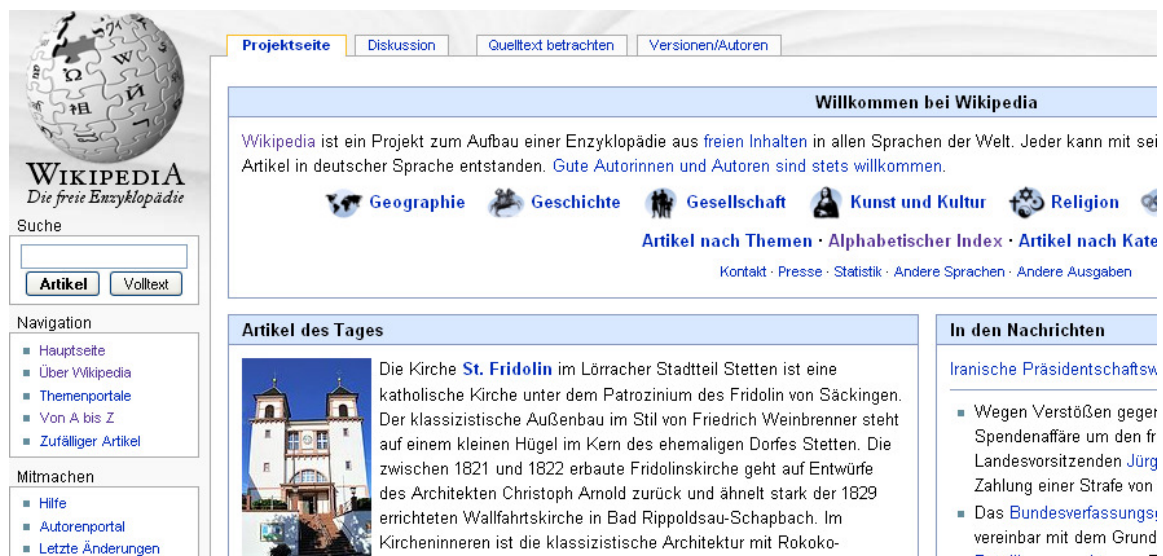 Projektseite
Diskussion
Quelltext betrachten
Versionen/Autoren
WIKIPEDIA
Die freie Enzyklopädie
Suche
Artikel
Volltext
Navigation
Hauptseite
Über Wikipedia
Themenportale
Von A bis Z
Zufälliger Artikel
Mitmachen
Hilfe
Autorenportal
Letzte Änderungen
Willkommen bei Wikipedia
Wikipedia ist ein Projekt zum Aufbau einer Enzyklopädie aus freien Inhalten in allen Sprachen der Welt. Jeder kann mit sei
Artikel in deutscher Sprache entstanden. Gute Autorinnen und Autoren sind stets willkommen.
Geographie Geschichte Gesellschaft Kunst und Kultur Religion
Artikel nach Themen · Alphabetischer Index · Artikel nach Kate
Kontakt · Presse · Statistik · Andere Sprachen · Andere Ausgaben
Artikel des Tages
Die Kirche St. Fridolin im Lörracher Stadtteil Stetten ist eine
katholische Kirche unter dem Patrozinium des Fridolin von Säckingen.
Der klassizistische Außenbau im Stil von Friedrich Weinbrenner steht
auf einem kleinen Hügel im Kern des ehemaligen Dorfes Stetten. Die
zwischen 1821 und 1822 erbaute Fridolinskirche geht auf Entwürfe
des Architekten Christoph Arnold zurück und ähnelt stark der 1829
errichteten Wallfahrtskirche in Bad Rippoldsau-Schapbach. Im
Kircheninneren ist die klassizistische Architektur mit Rokoko-
In den Nachrichten
Iranische Präsidentschaftsw
Wegen Verstößen geger
Spendenaffäre um den fr
Landesvorsitzenden Jürg
Zahlung einer Strafe von
Das Bundesverfassungsg
vereinbar mit dem Grund